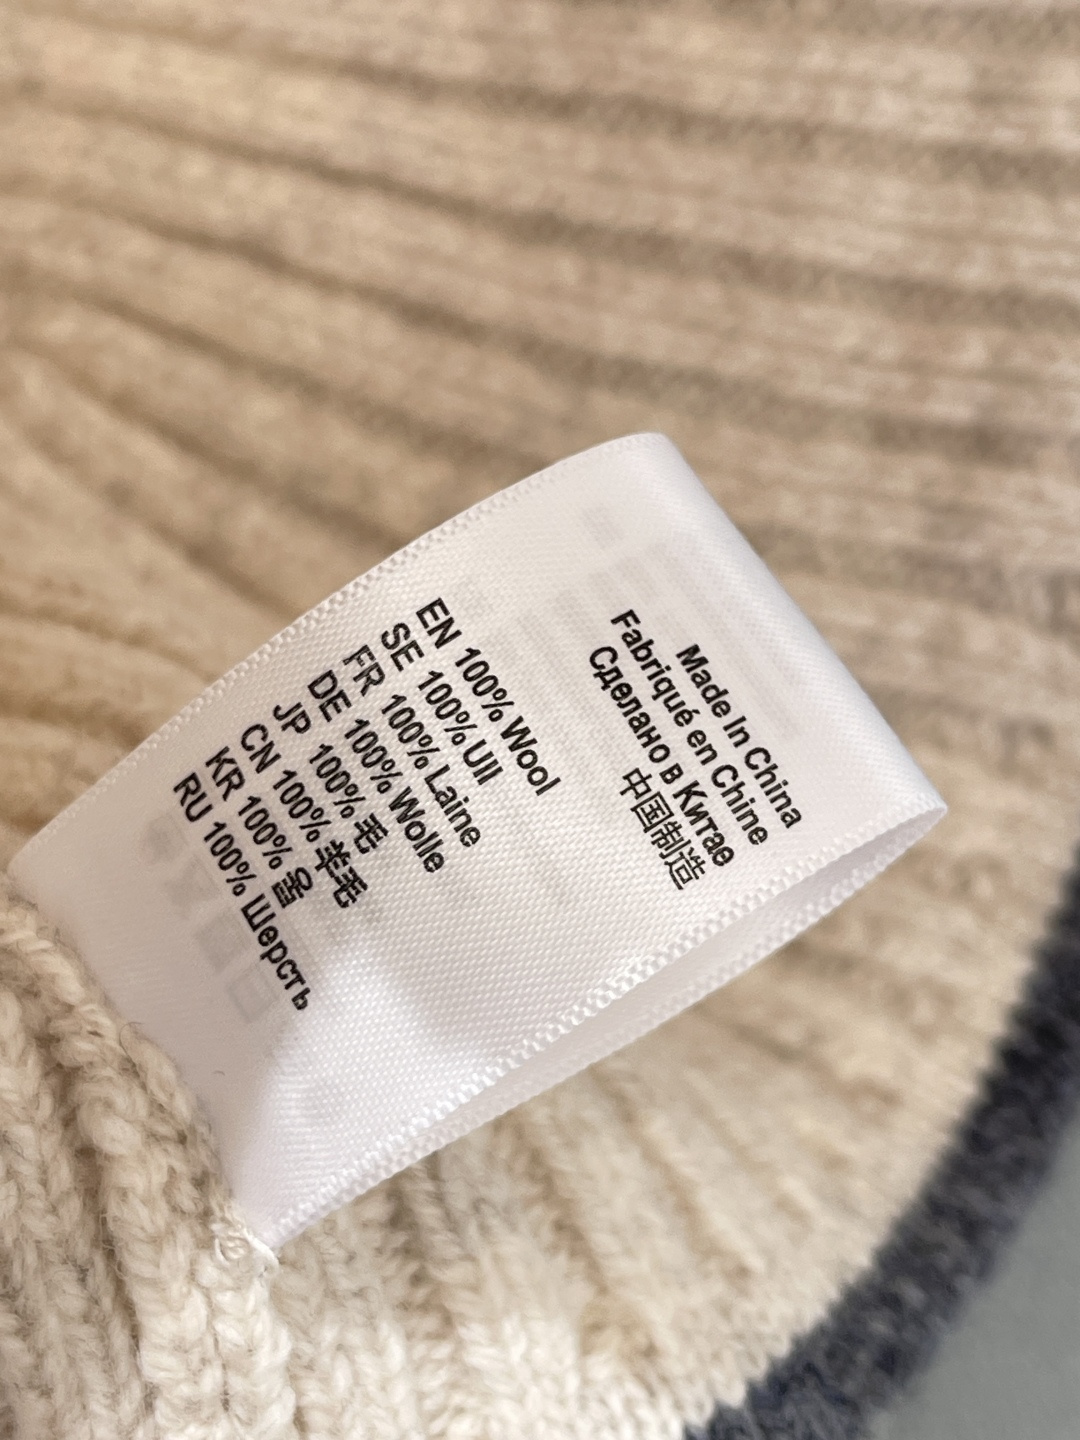 Made In China
Fabriqué en Chine
Сделано в Китае
中国制造
EN 100% Wool
SE 100% Ull
FR 100% Laine
DE 100% Wolle
JP 100% 毛
CN 100% 羊毛
KR 100% 울
RU 100% Шерсть